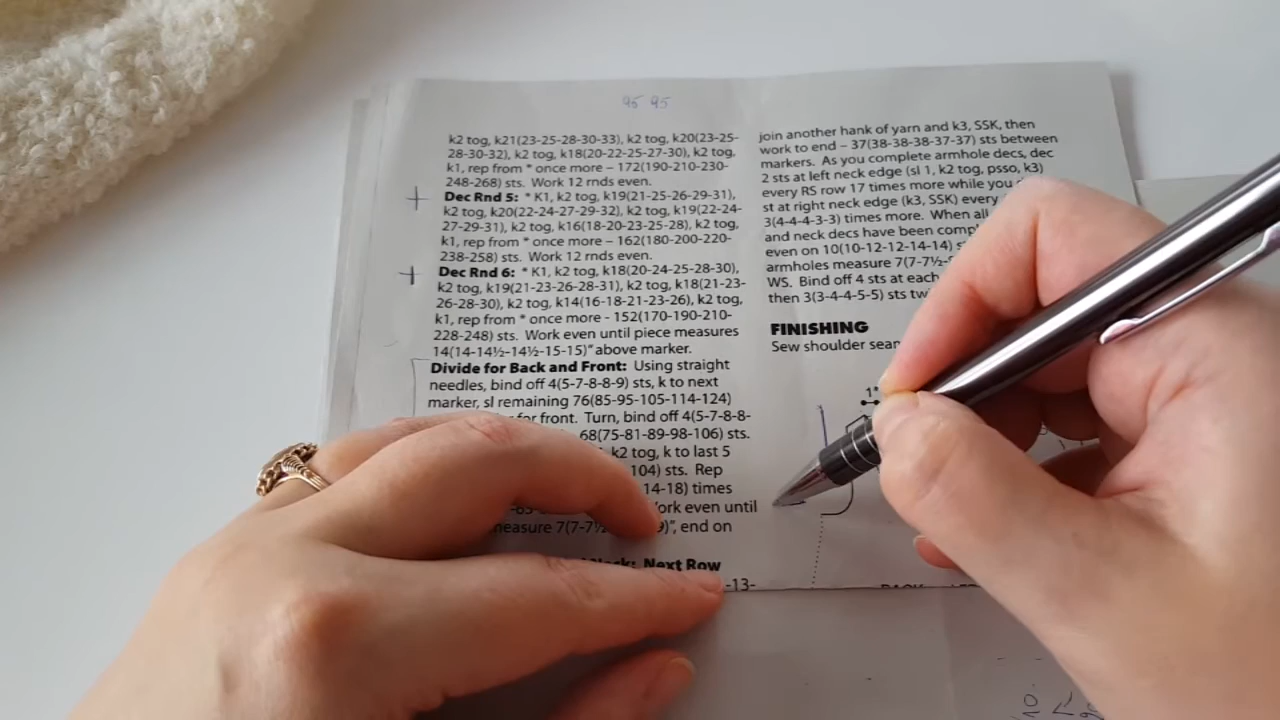 95 95
k2 tog, k21(23-25-28-30-33), k2 tog, k20(23-25-
28-30-32), k2 tog, k18(20-22-25-27-30), k2 tog,
k1, rep from * once more – 172(190-210-230-
248-268) sts. Work 12 rnds even.
Dec Rnd 5: * K1, k2 tog, k19(21-25-26-29-31),
k2 tog, k20(22-24-27-29-32), k2 tog, k19(22-24-
27-29-31), k2 tog, k16(18-20-23-25-28), k2 tog,
k1, rep from * once more – 162(180-200-220-
238-258) sts. Work 12 rnds even.
Dec Rnd 6: * K1, k2 tog, k18(20-24-25-28-30),
k2 tog, k19(21-23-26-28-31), k2 tog, k18(21-23-
26-28-30), k2 tog, k14(16-18-21-23-26), k2 tog,
k1, rep from * once more - 152(170-190-210-
228-248) sts. Work even until piece measures
14(14-14½-14½-15-15)" above marker.
Divide for Back and Front: Using straight
needles, bind off 4(5-7-8-8-9) sts, k to next
marker, sl remaining 76(85-95-105-114-124)
for front. Turn, bind off 4(5-7-8-8-
68(75-81-89-98-106) sts.
k2 tog, k to last 5
104) sts. Rep
14-18) times
ork even until
measure 7(7-7½ 9)", end on
Next Row
-13-
join another hank of yarn and k3, SSK, then
work to end – 37(38-38-38-37-37) sts between
markers. As you complete armhole decs, dec
2 sts at left neck edge (sl 1, k2 tog, psso, k3)
every RS row 17 times more while you
st at right neck edge (k3, SSK) every
3(4-4-4-3-3) times more. When all
and neck decs have been comp
even on 10(10-12-12-14-14)
armholes measure 7(7-7½-
WS. Bind off 4 sts at each
then 3(3-4-4-5-5) sts
FINISHING
Sew shoulder
1"